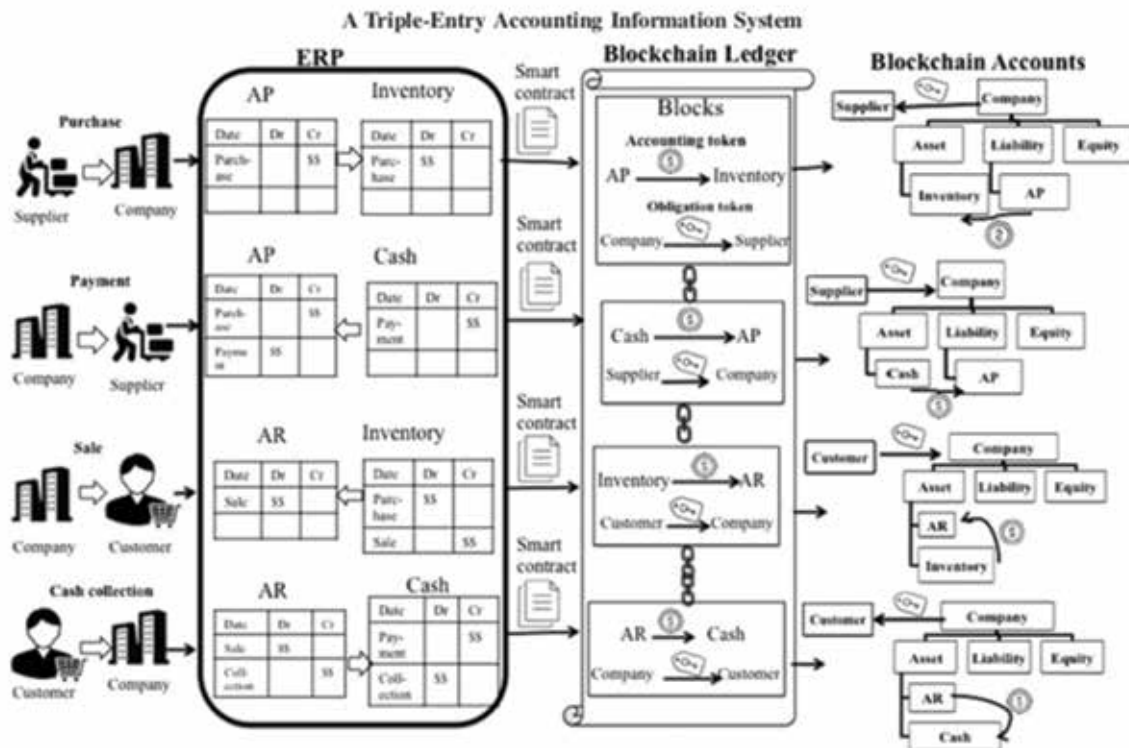 A Triple-Entry Accounting Information System
ERP
Blockchain Ledger
Blockchain Accounts
Purchase
Supplier
Company
AP
Date Dr Cr
Purch-
ase
$$
Inventory
Date Dr Cr
Purc-
hase
$$
Smart
contract
Blocks
Accounting token
AP
Inventory
Obligation token
Company
Supplier
Supplier
Company
Asset
Liability
Equity
Inventory
AP
Payment
Company
Supplier
AP
Date Dr Cr
Purch-
ase
$$
Payme
nt
$$
Cash
Date Dr Cr
Pay-
ment
$$
Smart
contract
Cash
AP
Supplier
Company
Supplier
Company
Asset
Liability
Equity
Cash
AP
Sale
Company
Customer
AR
Date Dr Cr
Sale $$
Inventory
Date Dr Cr
Purc-
hase
$$
Sale $$
Smart
contract
Inventory
AR
Customer
Company
Customer
Company
Asset
Liability
Equity
AR
Inventory
Cash collection
Customer
Company
AR
Date Dr Cr
Sale $$
Coll-
ection
$$
Cash
Date Dr Cr
Pay-
ment
$$
Coll-
ection
$$
Smart
contract
AR
Cash
Company
Customer
Customer
Company
Asset
Liability
Equity
AR
Cash